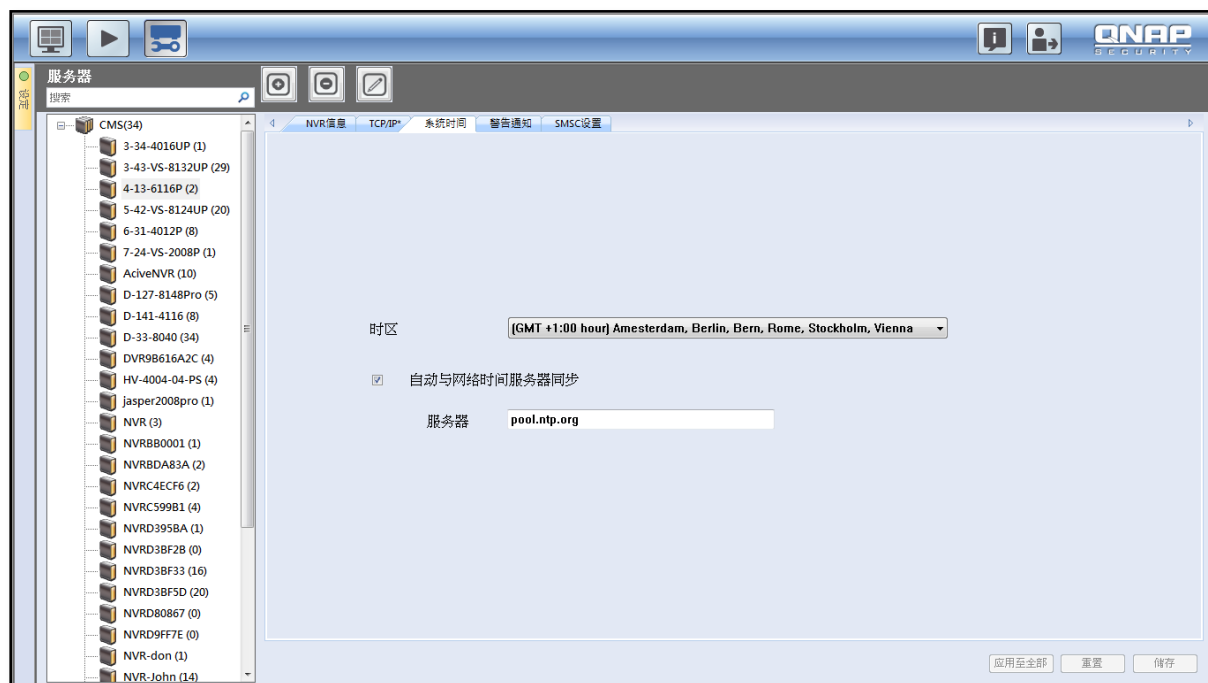 QNAP
SECURITY
设定
服务器
搜索
CMS(34)
3-34-4016UP (1)
3-43-VS-8132UP (29)
4-13-6116P (2)
5-42-VS-8124UP (20)
6-31-4012P (8)
7-24-VS-2008P (1)
AciveNVR (10)
D-127-8148Pro (5)
D-141-4116 (8)
D-33-8040 (34)
DVR9B616A2C (4)
HV-4004-04-PS (4)
jasper2008pro (1)
NVR (3)
NVRBB0001 (1)
NVRBDA83A (2)
NVRC4ECF6 (2)
NVRC599B1 (4)
NVRD395BA (1)
NVRD3BF2B (0)
NVRD3BF33 (16)
NVRD3BF5D (20)
NVRD80867 (0)
NVRD9FF7E (0)
NVR-don (1)
NVR-John (14)
NVR信息 TCP/IP* 系统时间 警告通知 SMSC设置
时区 (GMT +1:00 hour) Amesterdam, Berlin, Bern, Rome, Stockholm, Vienna
自动与网络时间服务器同步
服务器 pool.ntp.org
应用至全部 重置 储存